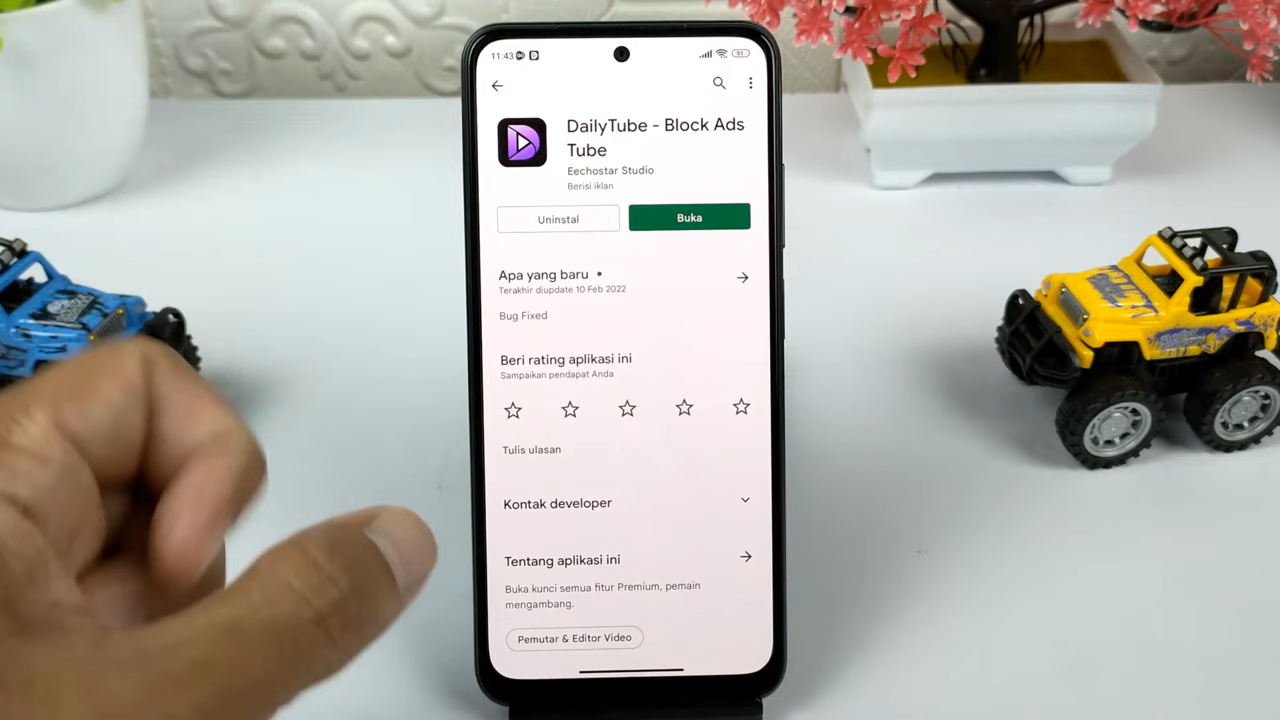 11:43
91
DailyTube - Block Ads
Tube
Eechostar Studio
Berisi iklan
Uninstal
Buka
Apa yang baru •
Terakhir diupdate 10 Feb 2022
Bug Fixed
Beri rating aplikasi ini
Sampaikan pendapat Anda
Tulis ulasan
Kontak developer
Tentang aplikasi ini
Buka kunci semua fitur Premium, pemain
mengambang.
Pemutar & Editor Video